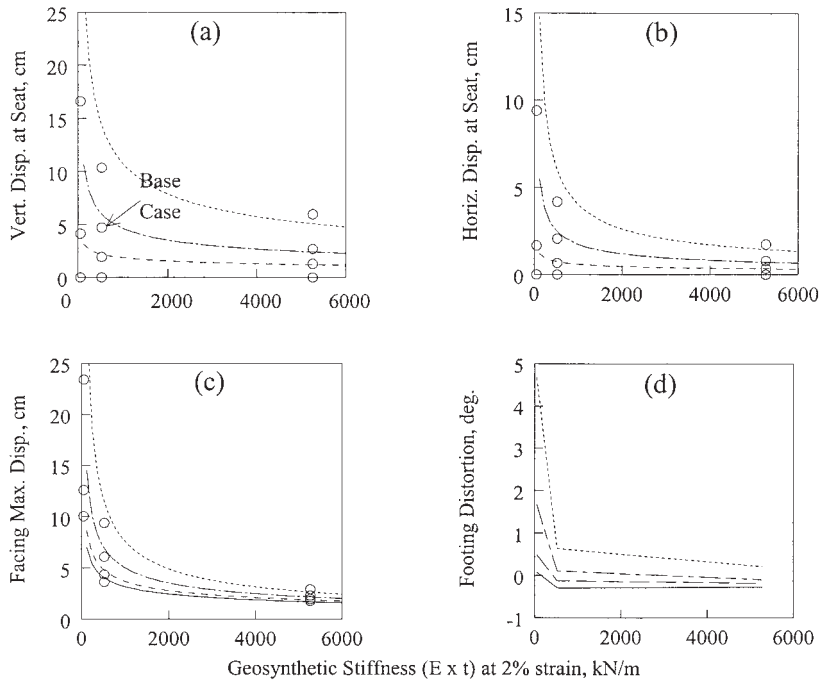 (a)
Vert. Disp. at Seat, cm
25
20
15
10
5
0
Base
Case
0 2000 4000 6000
(b)
Horiz. Disp. at Seat, cm
15
10
5
0
0 2000 4000 6000
(c)
Facing Max. Disp., cm
25
20
15
10
5
0
0 2000 4000 6000
(d)
Footing Distortion, deg.
5
4
3
2
1
0
-1
0 2000 4000 6000
Geosynthetic Stiffness (E x t) at 2% strain, kN/m